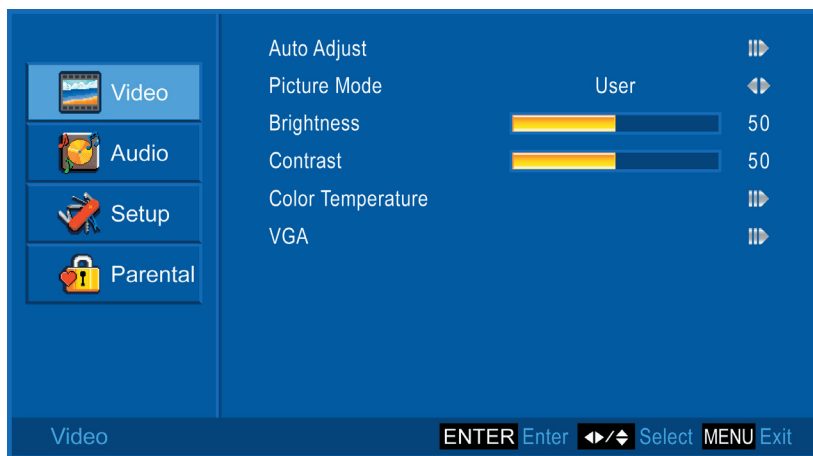 Video
Audio
Setup
Parental
Auto Adjust
Picture Mode User
Brightness 50
Contrast 50
Color Temperature
VGA
Video ENTER Enter / Select MENU Exit